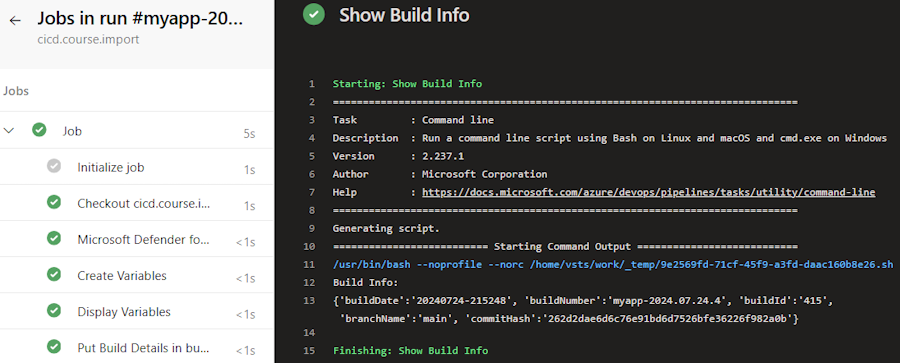 ← Jobs in run #myapp-20...
cicd.course.import
Jobs
Job 5s
Initialize job 1s
Checkout cicd.course.i... 1s
Microsoft Defender fo... <1s
Create Variables <1s
Display Variables <1s
Put Build Details in bu... <1s
Show Build Info
1 Starting: Show Build Info
2 ==============================================================================
3 Task         : Command line
4 Description  : Run a command line script using Bash on Linux and macOS and cmd.exe on Windows
5 Version      : 2.237.1
6 Author       : Microsoft Corporation
7 Help         : https://docs.microsoft.com/azure/devops/pipelines/tasks/utility/command-line
8 ==============================================================================
9 Generating script.
10 ========================== Starting Command Output ===========================
11 /usr/bin/bash --noprofile --norc /home/vsts/work/_temp/9e2569fd-71cf-45f9-a3fd-daac160b8e26.sh
12 Build Info:
13 {'buildDate':'20240724-215248', 'buildNumber':'myapp-2024.07.24.4', 'buildId':'415',
'branchName':'main', 'commitHash':'262d2dae6d6c76e91bd6d7526bfe36226f982a0b'}
14
15 Finishing: Show Build Info